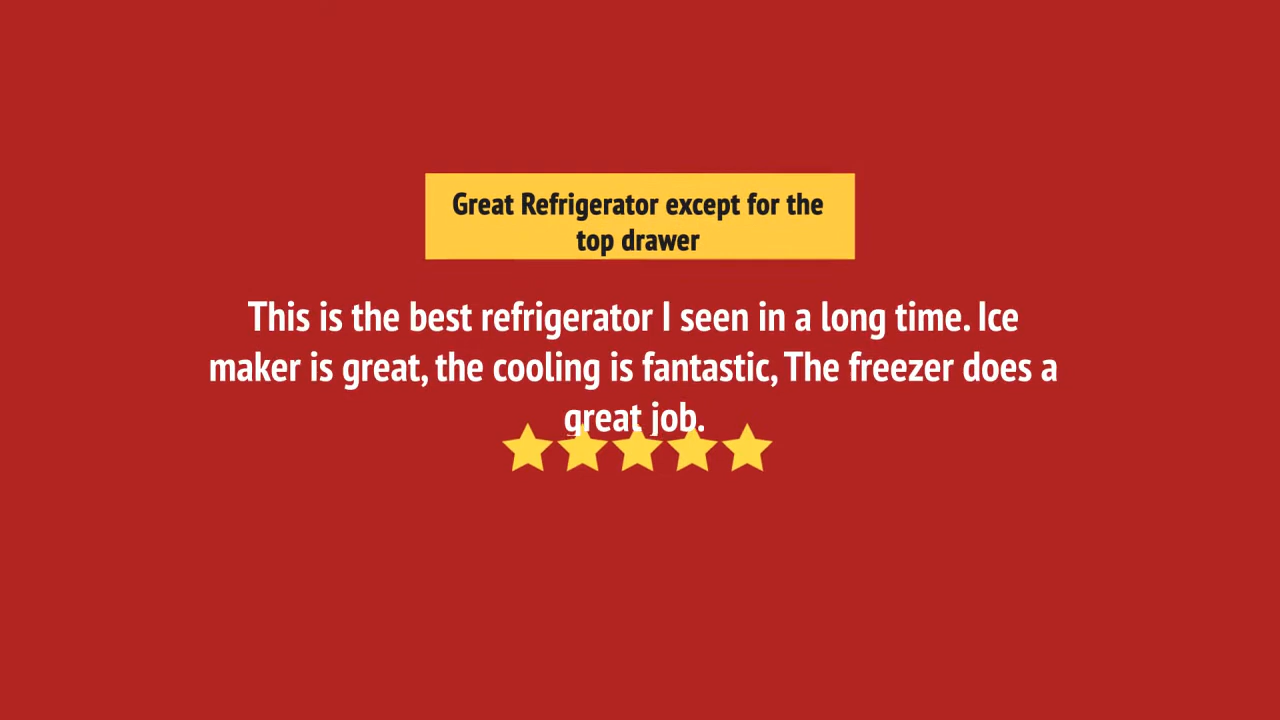 Great Refrigerator except for the
top drawer
This is the best refrigerator I seen in a long time. Ice
maker is great, the cooling is fantastic, The freezer does a
great job.